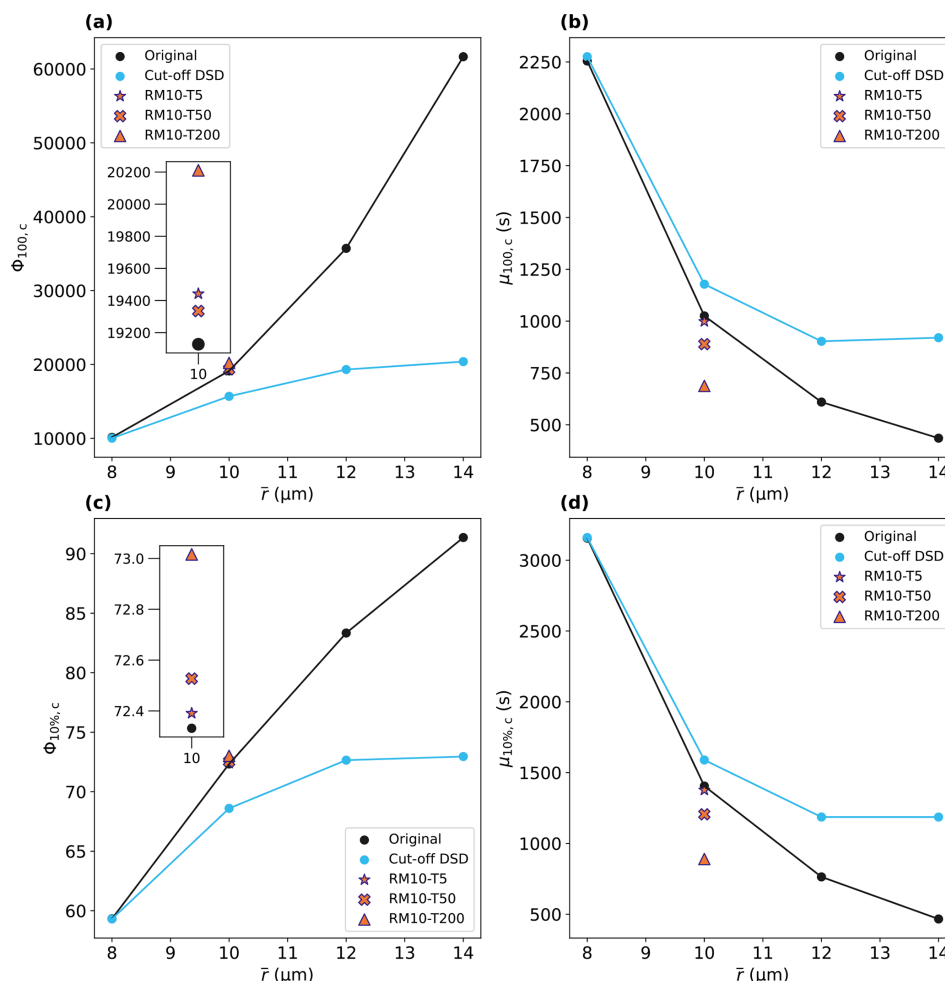 (a)
Original
Cut-off DSD
RM10-T5
RM10-T50
RM10-T200
60000
50000
40000
30000
20000
10000
Φ100, c
20200
20000
19800
19600
19400
19200
10
8 9 10 11 12 13 14
r̄ (µm)
(b)
Original
Cut-off DSD
RM10-T5
RM10-T50
RM10-T200
2250
2000
1750
1500
1250
1000
750
500
µ100, c (s)
8 9 10 11 12 13 14
r̄ (µm)
(c)
90
85
80
75
70
65
60
Φ10%, c
73.0
72.8
72.6
72.4
10
Original
Cut-off DSD
RM10-T5
RM10-T50
RM10-T200
8 9 10 11 12 13 14
r̄ (µm)
(d)
Original
Cut-off DSD
RM10-T5
RM10-T50
RM10-T200
3000
2500
2000
1500
1000
500
µ10%, c (s)
8 9 10 11 12 13 14
r̄ (µm)